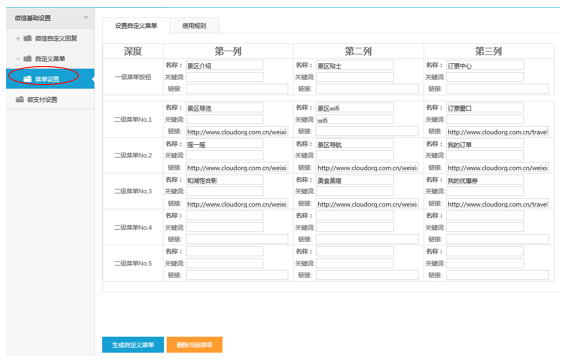 微信基础设置
微信自定义回复
自定义菜单
菜单设置
微支付设置
设置自定义菜单 使用规则
深度 第一列 第二列 第三列
一级菜单按钮
名称： 景区介绍 名称： 景区贴士 名称： 订票中心
关键词: 关键词: 关键词:
链接: 链接: 链接:
二级菜单No.1
名称： 景区导览 名称： 景区wifi 名称： 订票窗口
关键词: 关键词: wifi 关键词:
链接: http://www.cloudorg.com.cn/weixi 链接: 链接: http://www.cloudorg.com.cn/travel
二级菜单No.2
名称： 摇一摇 名称： 景区导航 名称： 我的订单
关键词: 关键词: 关键词:
链接: http://www.cloudorg.com.cn/weixi 链接: http://www.cloudorg.com.cn/weixi 链接: http://www.cloudorg.com.cn/weixi
二级菜单No.3
名称： 和湖怪合影 名称： 美食美宿 名称： 我的优惠券
关键词: 关键词: 关键词:
链接: http://www.cloudorg.com.cn/weixi 链接: http://www.cloudorg.com.cn/weixi 链接: http://www.cloudorg.com.cn/travel
二级菜单No.4
名称： 名称： 名称：
关键词: 关键词: 关键词:
链接: 链接: 链接:
二级菜单No.5
名称： 名称： 名称：
关键词: 关键词: 关键词:
链接: 链接: 链接:
生成自定义菜单 删除当前菜单